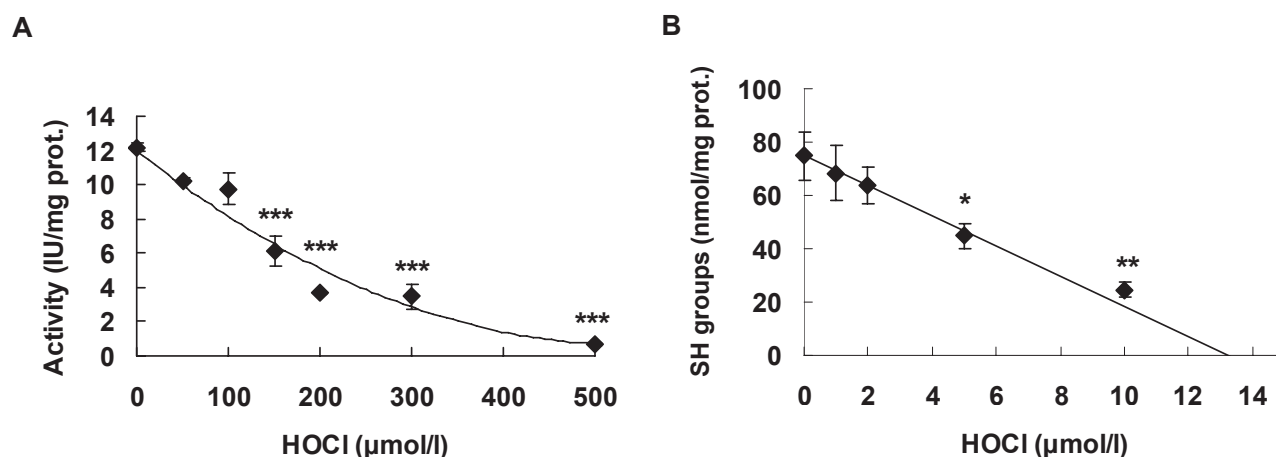 A
Activity (IU/mg prot.)
14
12
10
8
6
4
2
0
***
***
***
***
0 100 200 300 400 500
HOCl (µmol/l)
B
SH groups (nmol/mg prot.)
100
80
60
40
20
0
*
**
0 2 4 6 8 10 12 14
HOCl (µmol/l)